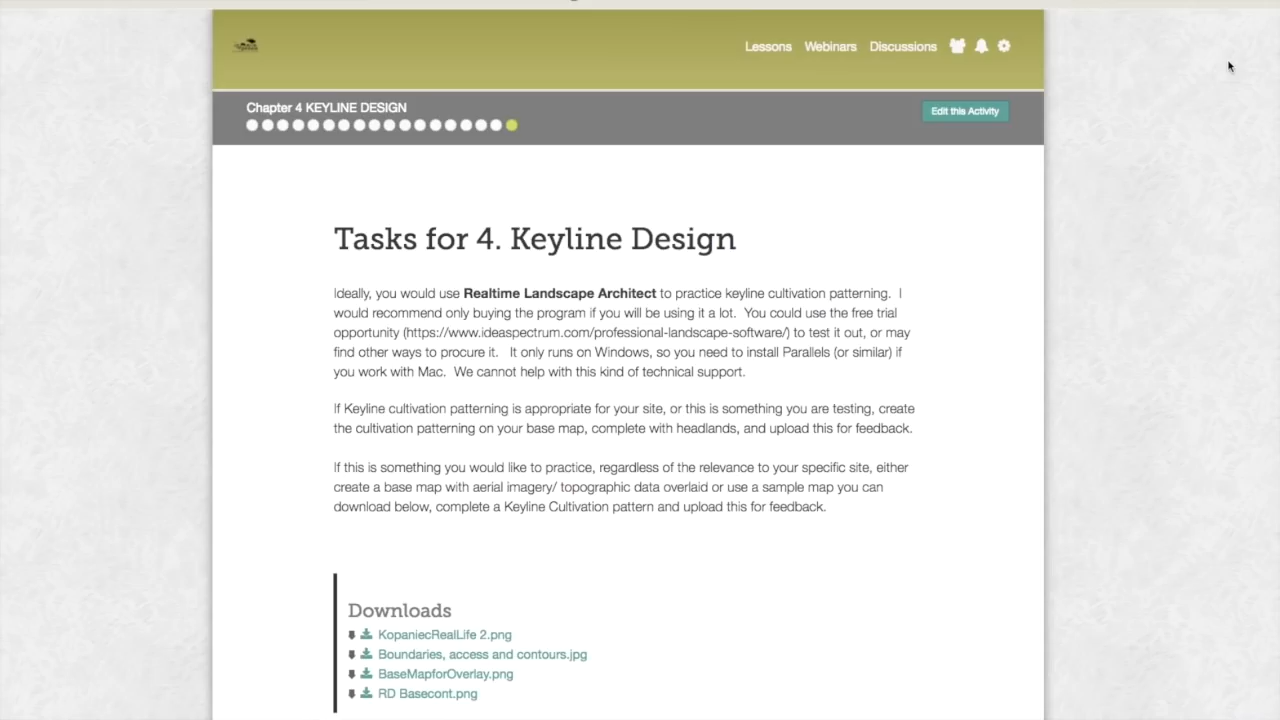 Lessons Webinars Discussions
Chapter 4 KEYLINE DESIGN
Edit this Activity
Tasks for 4. Keyline Design
Ideally, you would use Realtime Landscape Architect to practice keyline cultivation patterning. I
would recommend only buying the program if you will be using it a lot. You could use the free trial
opportunity (https://www.ideaspectrum.com/professional-landscape-software/) to test it out, or may
find other ways to procure it. It only runs on Windows, so you need to install Parallels (or similar) if
you work with Mac. We cannot help with this kind of technical support.
If Keyline cultivation patterning is appropriate for your site, or this is something you are testing, create
the cultivation patterning on your base map, complete with headlands, and upload this for feedback.
If this is something you would like to practice, regardless of the relevance to your specific site, either
create a base map with aerial imagery/ topographic data overlaid or use a sample map you can
download below, complete a Keyline Cultivation pattern and upload this for feedback.
Downloads
KopaniecRealLife 2.png
Boundaries, access and contours.jpg
BaseMapforOverlay.png
RD Basecont.png